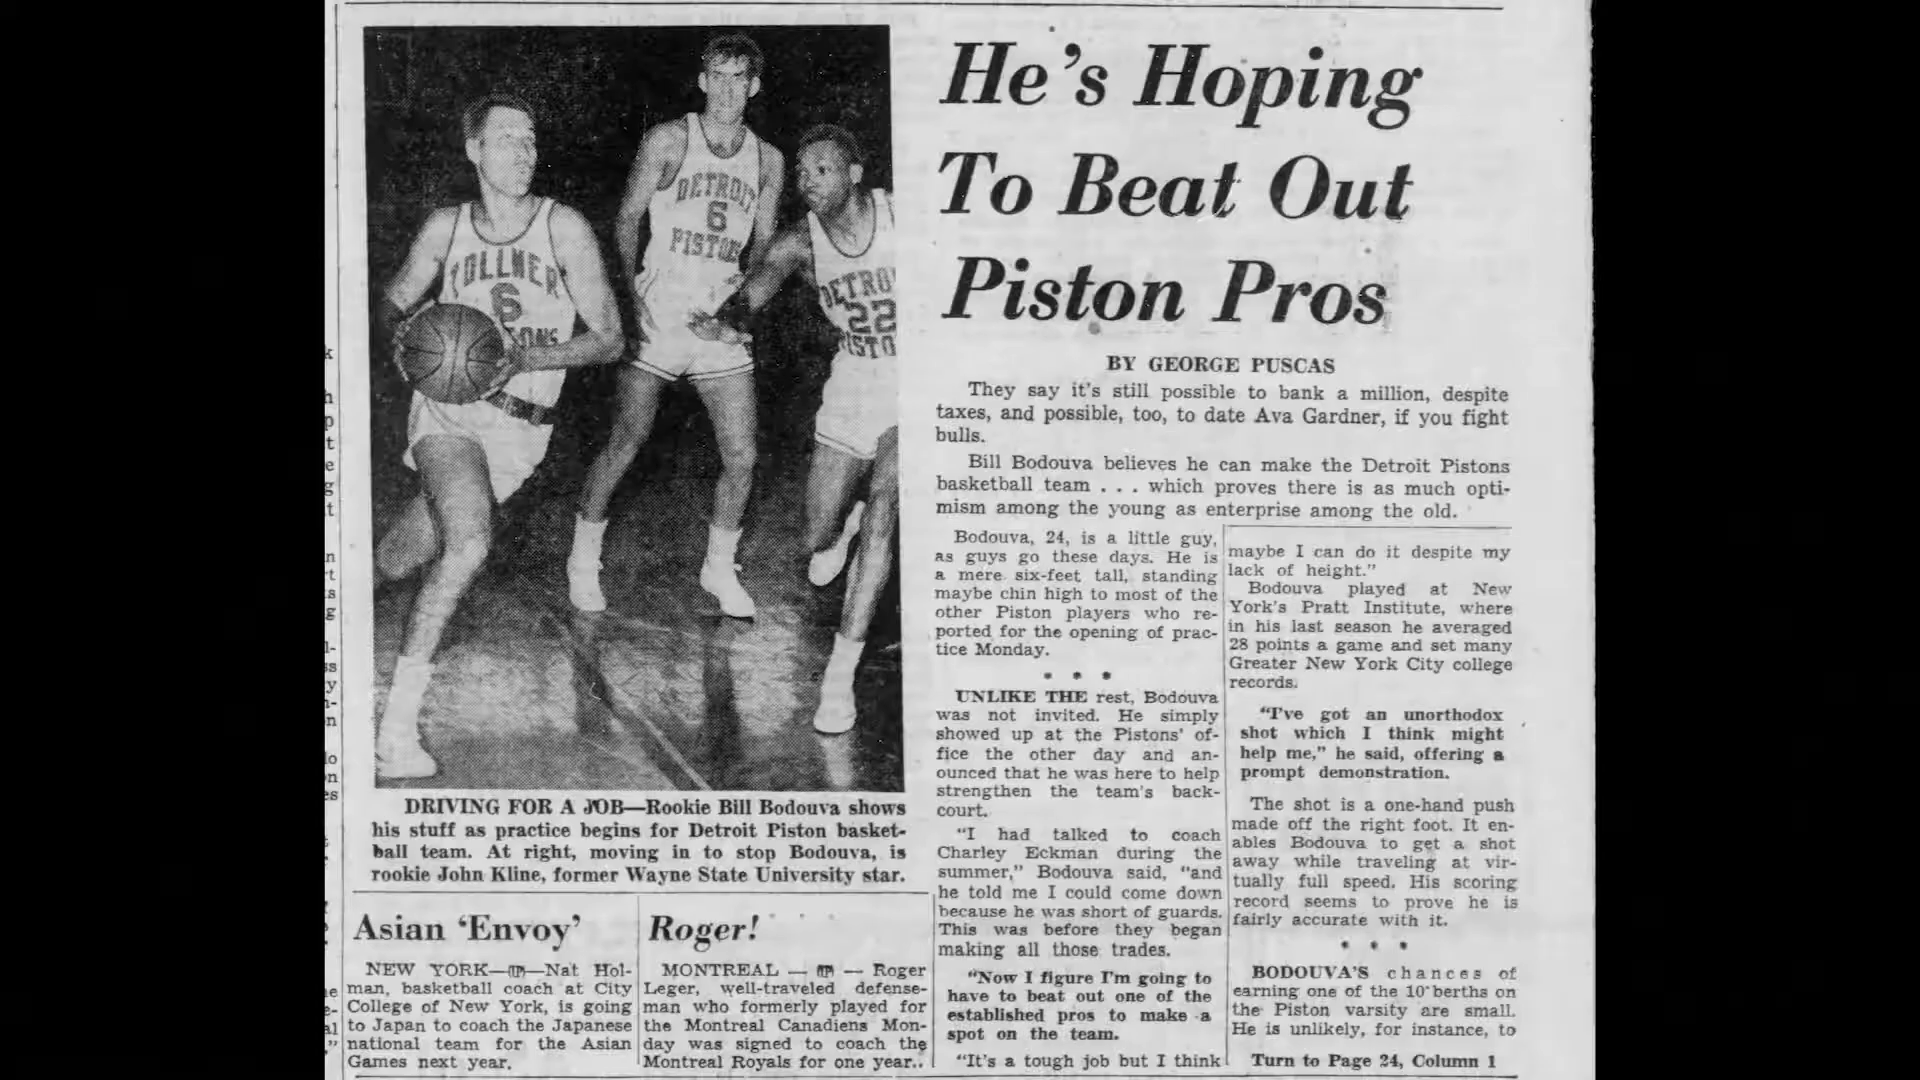 He's Hoping
To Beat Out
Piston Pros
BY GEORGE PUSCAS
They say it's still possible to bank a million, despite
taxes, and possible, too, to date Ava Gardner, if you fight
bulls.
Bill Bodouva believes he can make the Detroit Pistons
basketball team . . . which proves there is as much opti-
mism among the young as enterprise among the old.
Bodouva, 24, is a little guy,
as guys go these days. He is
a mere six-feet tall, standing
maybe chin high to most of the
other Piston players who re-
ported for the opening of prac-
tice Monday.
* * *
UNLIKE THE rest, Bodouva
was not invited. He simply
showed up at the Pistons' of-
fice the other day and an-
ounced that he was here to help
strengthen the team's back-
court.
"I had talked to coach
Charley Eckman during the
summer," Bodouva said, "and
he told me I could come down
because he was short of guards.
This was before they began
making all those trades.
"Now I figure I'm going to
have to beat out one of the
established pros to make a
spot on the team.
"It's a tough job but I think
maybe I can do it despite my
lack of height."
Bodouva played at New
York's Pratt Institute, where
in his last season he averaged
28 points a game and set many
Greater New York City college
records.
"I've got an unorthodox
shot which I think might
help me," he said, offering a
prompt demonstration.
The shot is a one-hand push
made off the right foot. It en-
ables Bodouva to get a shot
away while traveling at vir-
tually full speed. His scoring
record seems to prove he is
fairly accurate with it.
* * *
BODOUVA'S chances of
earning one of the 10 berths on
the Piston varsity are small.
He is unlikely, for instance, to
Turn to Page 24, Column 1
ZOLLNER
6
DETROIT
6
PISTONS
DETRO
22
PISTO
DRIVING FOR A JOB—Rookie Bill Bodouva shows
his stuff as practice begins for Detroit Piston basket-
ball team. At right, moving in to stop Bodouva, is
rookie John Kline, former Wayne State University star.
Asian 'Envoy'
NEW YORK—(UP)—Nat Hol-
man, basketball coach at City
College of New York, is going
to Japan to coach the Japanese
national team for the Asian
Games next year.
Roger!
MONTREAL — (UP) — Roger
Leger, well-traveled defense-
man who formerly played for
the Montreal Canadiens Mon-
day was signed to coach the
Montreal Royals for one year.